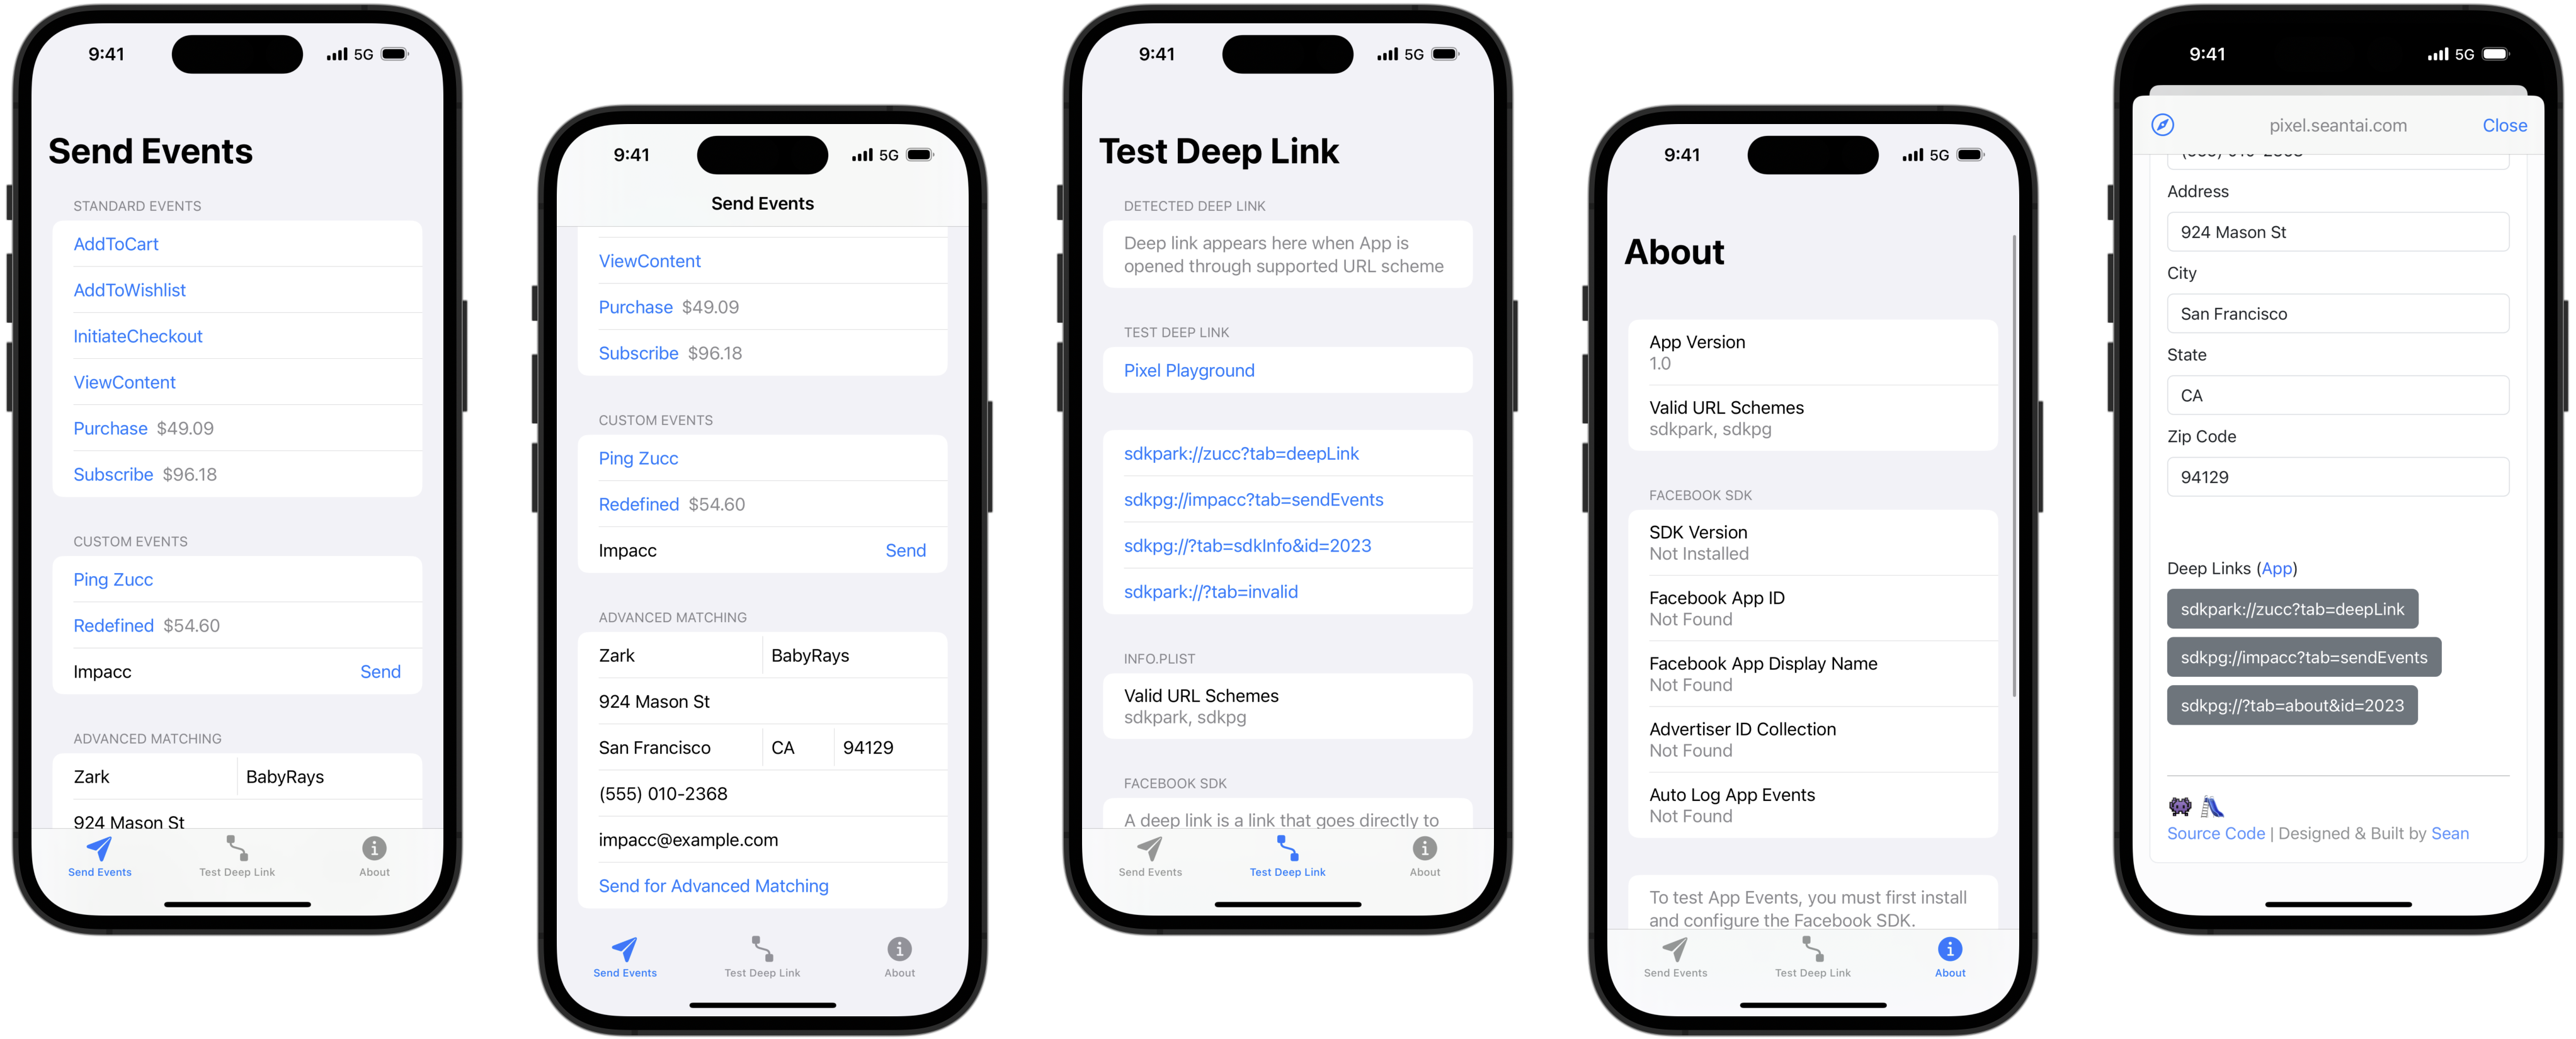 9:41
5G
Send Events
STANDARD EVENTS
AddToCart
AddToWishlist
InitiateCheckout
ViewContent
Purchase $49.09
Subscribe $96.18
CUSTOM EVENTS
Ping Zucc
Redefined $54.60
Impacc Send
ADVANCED MATCHING
Zark BabyRays
924 Mason St
Send Events Test Deep Link About
9:41
5G
Send Events
ViewContent
Purchase $49.09
Subscribe $96.18
CUSTOM EVENTS
Ping Zucc
Redefined $54.60
Impacc Send
ADVANCED MATCHING
Zark BabyRays
924 Mason St
San Francisco CA 94129
(555) 010-2368
impacc@example.com
Send for Advanced Matching
Send Events Test Deep Link About
9:41
5G
Test Deep Link
DETECTED DEEP LINK
Deep link appears here when App is
opened through supported URL scheme
TEST DEEP LINK
Pixel Playground
sdkpark://zucc?tab=deepLink
sdkpg://impacc?tab=sendEvents
sdkpg://?tab=sdkInfo&id=2023
sdkpark://?tab=invalid
INFO.PLIST
Valid URL Schemes
sdkpark, sdkpg
FACEBOOK SDK
A deep link is a link that goes directly to
Send Events Test Deep Link About
9:41
5G
About
App Version
1.0
Valid URL Schemes
sdkpark, sdkpg
FACEBOOK SDK
SDK Version
Not Installed
Facebook App ID
Not Found
Facebook App Display Name
Not Found
Advertiser ID Collection
Not Found
Auto Log App Events
Not Found
To test App Events, you must first install
and configure the Facebook SDK.
Send Events Test Deep Link About
9:41
5G
pixel.seantai.com Close
Address
924 Mason St
City
San Francisco
State
CA
Zip Code
94129
Deep Links (App)
sdkpark://zucc?tab=deepLink
sdkpg://impacc?tab=sendEvents
sdkpg://?tab=about&id=2023
Source Code | Designed & Built by Sean